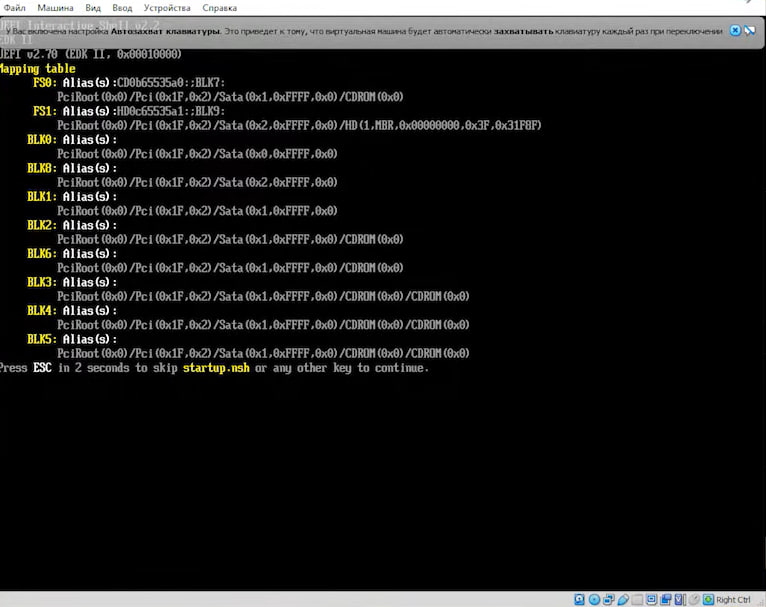 Файл Машина Вид Ввод Устройства Справка
UEFI Interactive Shell v2.2
У Вас включена настройка Автозахват клавиатуры. Это приведет к тому, что виртуальная машина будет автоматически захватывать клавиатуру каждый раз при переключении
EDK II
UEFI v2.70 (EDK II, 0x00010000)
Mapping table
FS0: Alias(s):CD0b65535a0:;BLK7:
PciRoot(0x0)/Pci(0x1F,0x2)/Sata(0x1,0xFFFF,0x0)/CDROM(0x0)
FS1: Alias(s):HD0c65535a1:;BLK9:
PciRoot(0x0)/Pci(0x1F,0x2)/Sata(0x2,0xFFFF,0x0)/HD(1,MBR,0x00000000,0x3F,0x31F8F)
BLK0: Alias(s):
PciRoot(0x0)/Pci(0x1F,0x2)/Sata(0x0,0xFFFF,0x0)
BLK8: Alias(s):
PciRoot(0x0)/Pci(0x1F,0x2)/Sata(0x2,0xFFFF,0x0)
BLK1: Alias(s):
PciRoot(0x0)/Pci(0x1F,0x2)/Sata(0x1,0xFFFF,0x0)
BLK2: Alias(s):
PciRoot(0x0)/Pci(0x1F,0x2)/Sata(0x1,0xFFFF,0x0)/CDROM(0x0)
BLK6: Alias(s):
PciRoot(0x0)/Pci(0x1F,0x2)/Sata(0x1,0xFFFF,0x0)/CDROM(0x0)
BLK3: Alias(s):
PciRoot(0x0)/Pci(0x1F,0x2)/Sata(0x1,0xFFFF,0x0)/CDROM(0x0)/CDROM(0x0)
BLK4: Alias(s):
PciRoot(0x0)/Pci(0x1F,0x2)/Sata(0x1,0xFFFF,0x0)/CDROM(0x0)/CDROM(0x0)
BLK5: Alias(s):
PciRoot(0x0)/Pci(0x1F,0x2)/Sata(0x1,0xFFFF,0x0)/CDROM(0x0)/CDROM(0x0)
Press ESC in 2 seconds to skip startup.nsh or any other key to continue.
Right Ctrl